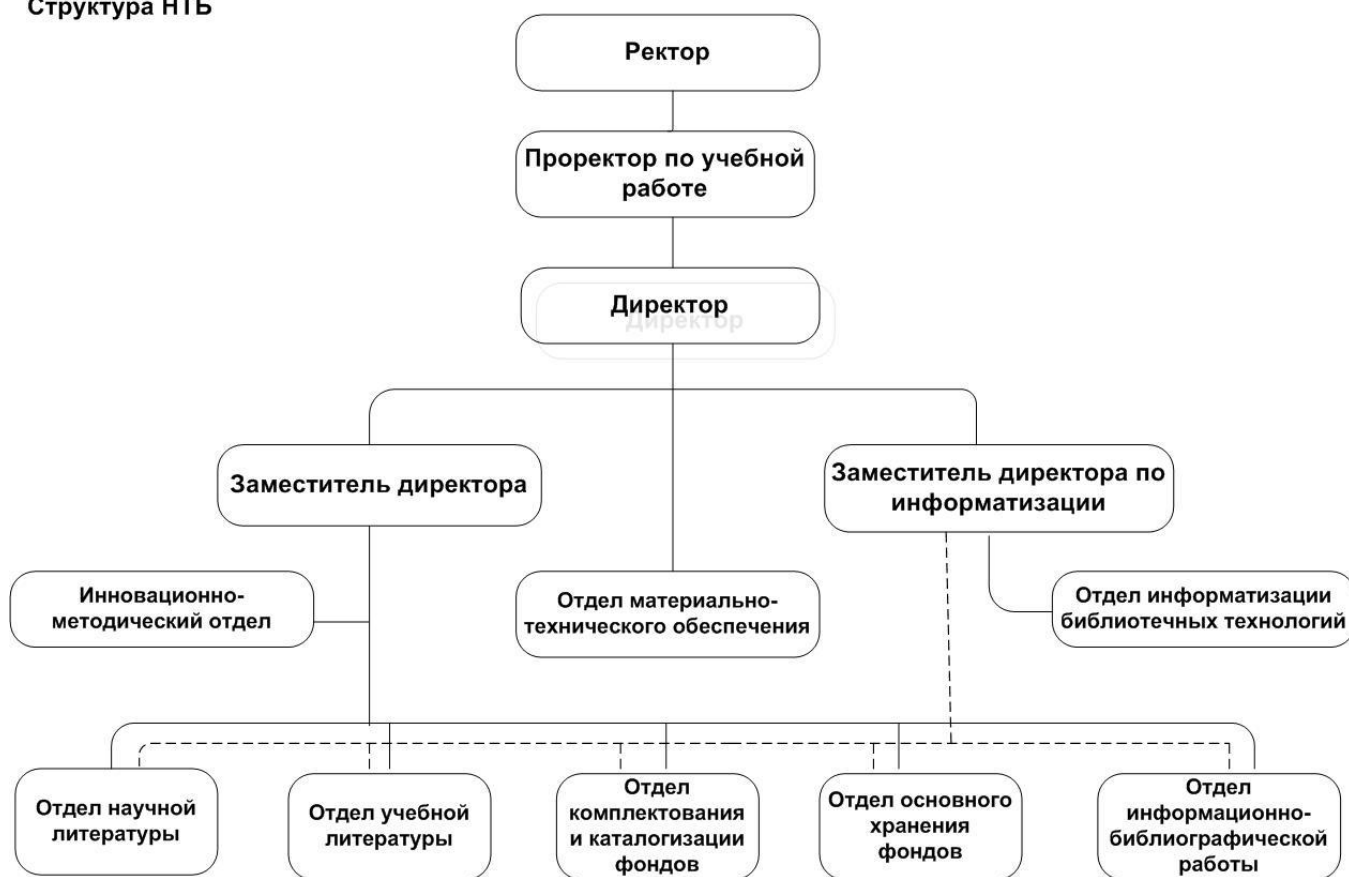 Структура НТБ
Ректор
Проректор по учебной
работе
Директор
Директор
Заместитель директора
Заместитель директора по
информатизации
Инновационно-
методический отдел
Отдел материально-
технического обеспечения
Отдел информатизации
библиотечных технологий
Отдел научной
литературы
Отдел учебной
литературы
Отдел
комплектования
и каталогизации
фондов
Отдел основного
хранения
фондов
Отдел
информационно-
библиографической
работы